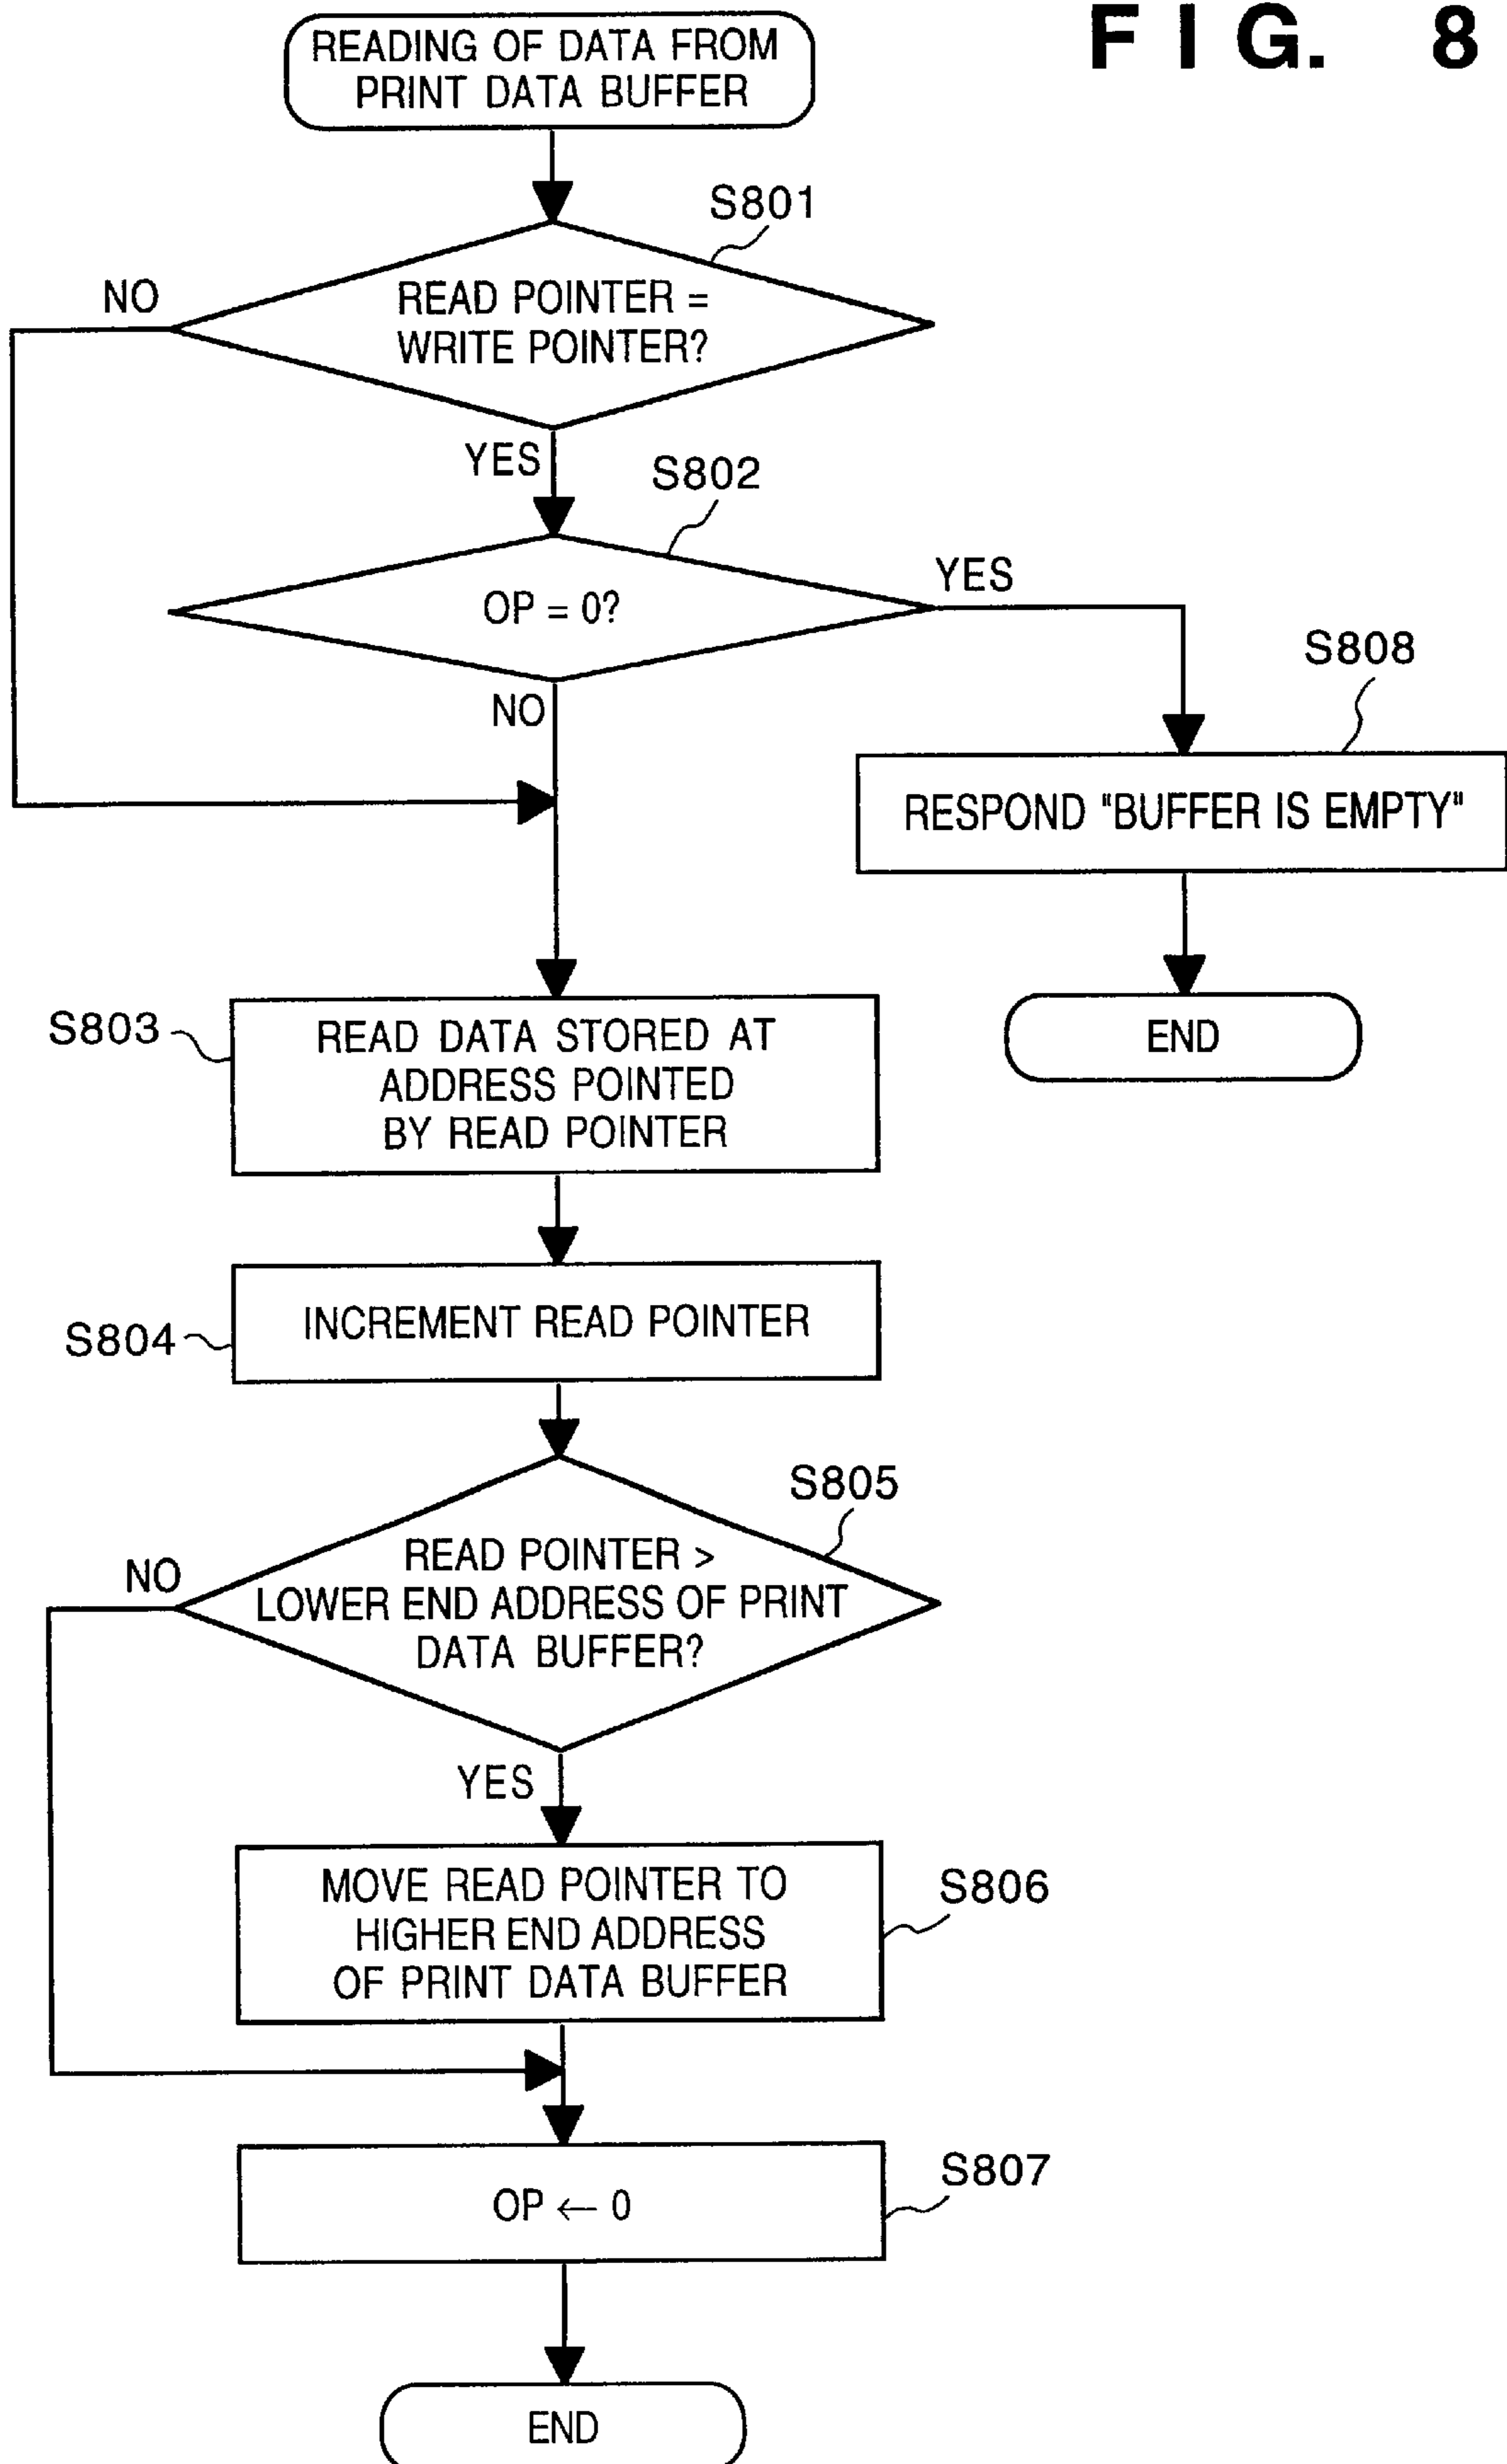 FIG. 8
READING OF DATA FROM
PRINT DATA BUFFER
S801
NO
READ POINTER =
WRITE POINTER?
YES
S802
YES
OP = 0?
S808
NO
RESPOND "BUFFER IS EMPTY"
S803
READ DATA STORED AT
ADDRESS POINTED
BY READ POINTER
END
S804
INCREMENT READ POINTER
S805
NO
READ POINTER >
LOWER END ADDRESS OF PRINT
DATA BUFFER?
YES
MOVE READ POINTER TO
HIGHER END ADDRESS
OF PRINT DATA BUFFER
S806
S807
OP ← 0
END